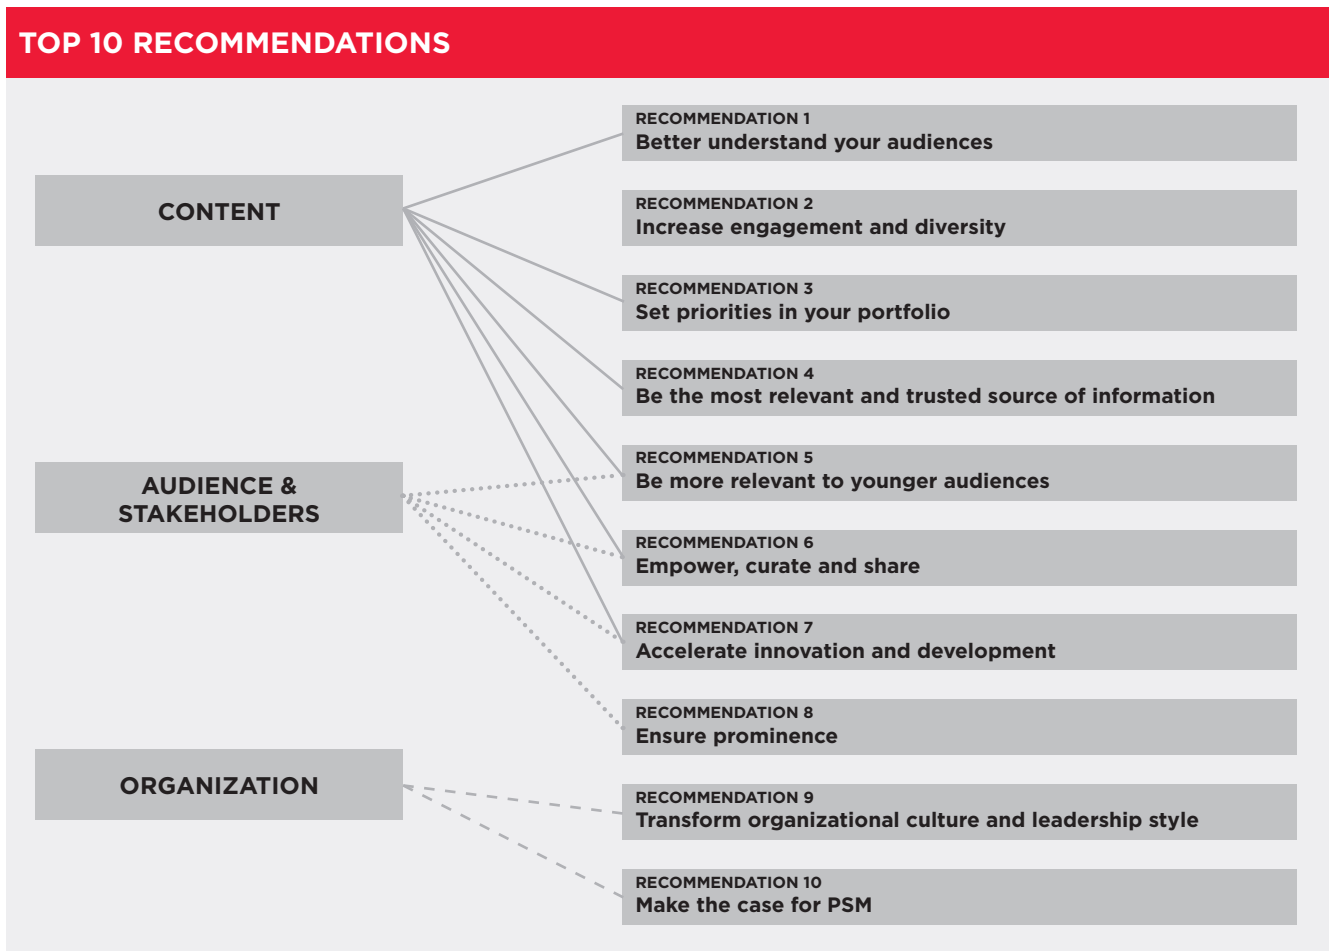 TOP 10 RECOMMENDATIONS
CONTENT
AUDIENCE &
STAKEHOLDERS
ORGANIZATION
RECOMMENDATION 1
Better understand your audiences
RECOMMENDATION 2
Increase engagement and diversity
RECOMMENDATION 3
Set priorities in your portfolio
RECOMMENDATION 4
Be the most relevant and trusted source of information
RECOMMENDATION 5
Be more relevant to younger audiences
RECOMMENDATION 6
Empower, curate and share
RECOMMENDATION 7
Accelerate innovation and development
RECOMMENDATION 8
Ensure prominence
RECOMMENDATION 9
Transform organizational culture and leadership style
RECOMMENDATION 10
Make the case for PSM